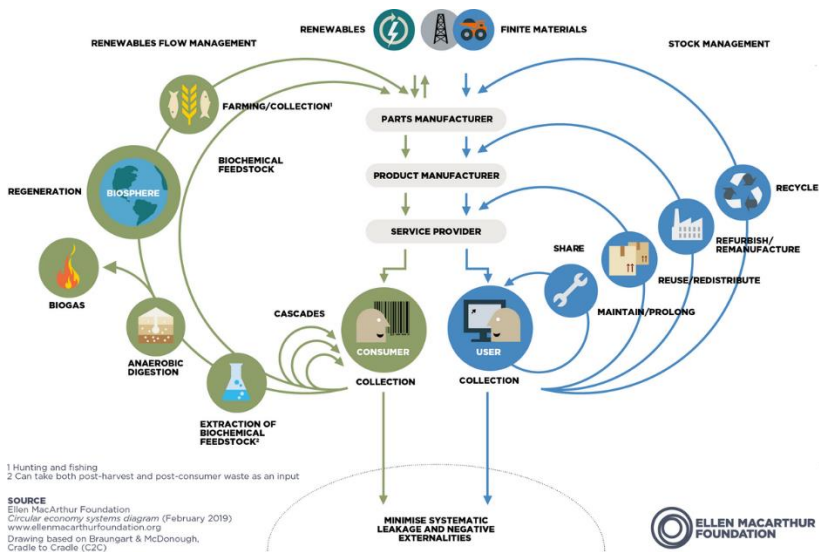 RENEWABLES
FINITE MATERIALS
RENEWABLES FLOW MANAGEMENT
STOCK MANAGEMENT
FARMING/COLLECTION¹
PARTS MANUFACTURER
BIOCHEMICAL
FEEDSTOCK
PRODUCT MANUFACTURER
REGENERATION
BIOSPHERE
RECYCLE
SERVICE PROVIDER
REFURBISH/
REMANUFACTURE
SHARE
REUSE/REDISTRIBUTE
BIOGAS
CASCADES
MAINTAIN/PROLONG
CONSUMER
USER
ANAEROBIC
DIGESTION
COLLECTION
COLLECTION
EXTRACTION OF
BIOCHEMICAL
FEEDSTOCK²
1 Hunting and fishing
2 Can take both post-harvest and post-consumer waste as an input
SOURCE
Ellen MacArthur Foundation
Circular economy systems diagram (February 2019)
www.ellenmacarthurfoundation.org
Drawing based on Braungart & McDonough,
Cradle to Cradle (C2C)
MINIMISE SYSTEMATIC
LEAKAGE AND NEGATIVE
EXTERNALITIES
ELLEN MACARTHUR
FOUNDATION